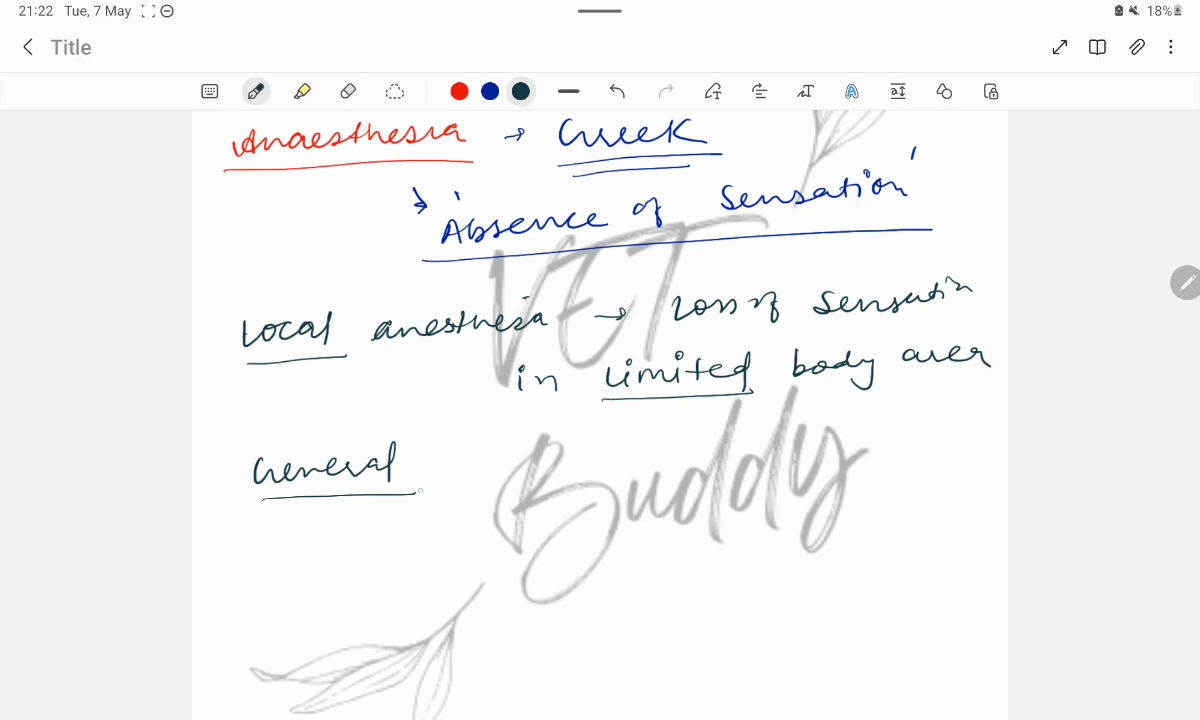 21:22 Tue, 7 May
18%
Title
Anaesthesia → Greek
→ 'Absence of Sensation'
Local anesthesia → Loss of sensation
in limited body area
General
VET
Buddy